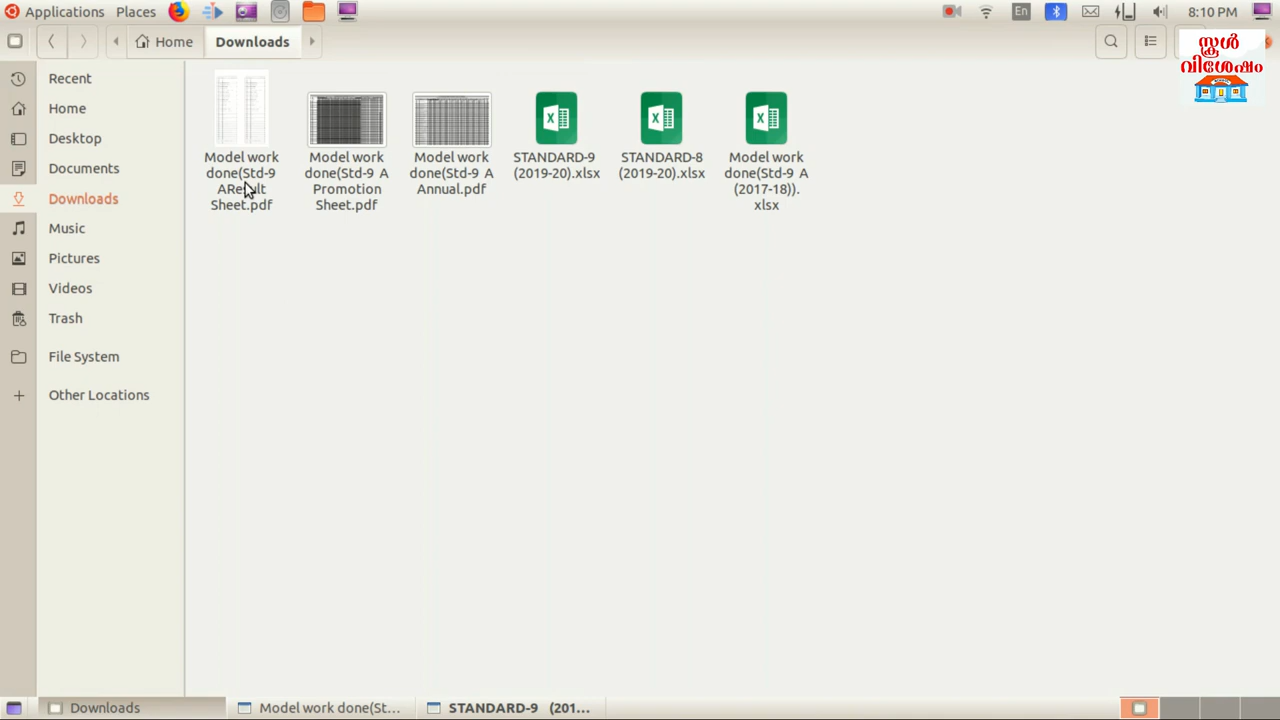 Applications Places
En
8:10 PM
Home Downloads
സ്കൂൾ
വിശേഷം
Recent
Home
Desktop
Documents
Downloads
Music
Pictures
Videos
Trash
File System
Other Locations
Model work
done(Std-9
AResult
Sheet.pdf
Model work
done(Std-9 A
Promotion
Sheet.pdf
Model work
done(Std-9 A
Annual.pdf
STANDARD-9
(2019-20).xlsx
STANDARD-8
(2019-20).xlsx
Model work
done(Std-9 A
(2017-18)).
xlsx
Downloads
Model work done(St...
STANDARD-9 (201...